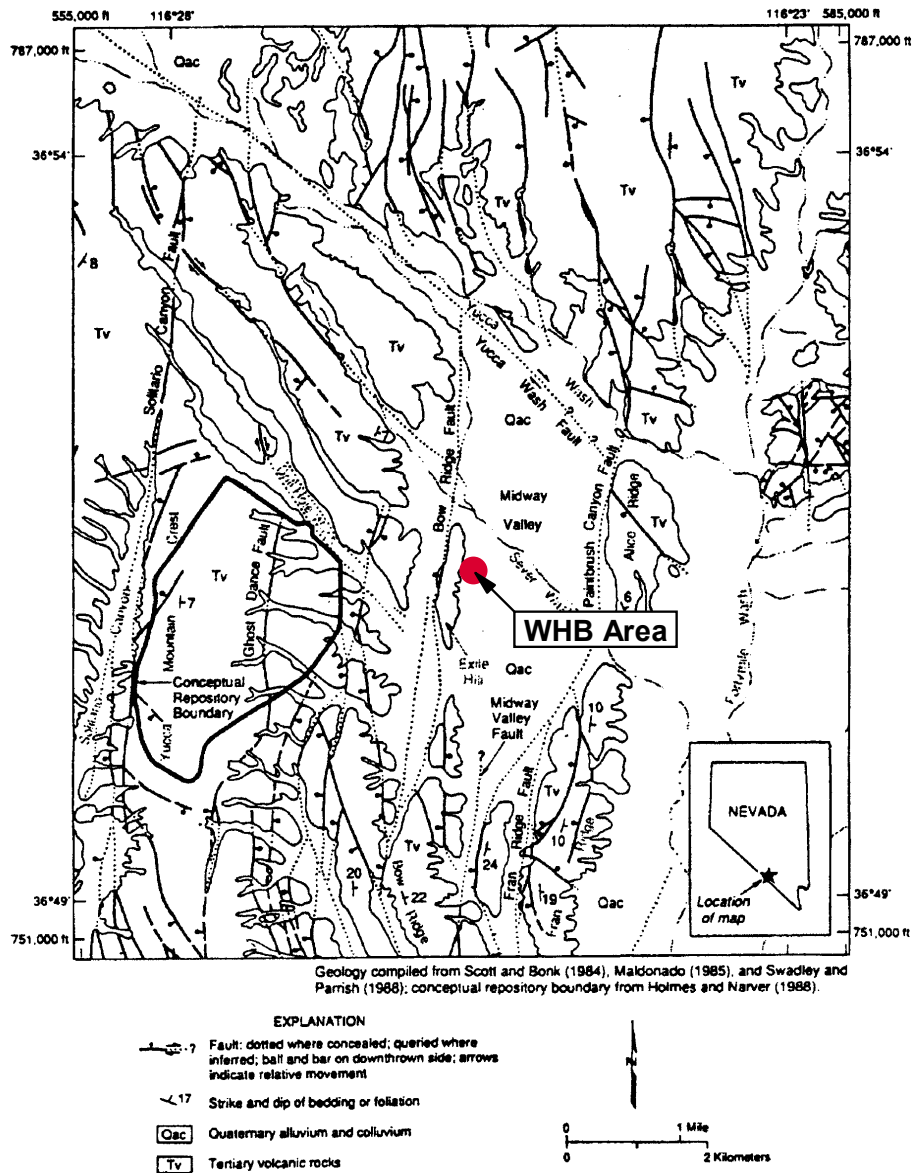 555,000 ft
116°28'
116°23'
585,000 ft
787,000 ft
787,000 ft
Qac
Tv
36°54'
36°54'
Tv
Tv
8
Tv
Solitario Canyon Fault
Tv
Yucca Wash
Yucca Wash Fault
?
?
Tv
Tv
Qac
Bow Ridge Fault
Midway
Valley
Paintbrush Canyon Fault
Alice Ridge
Tv
6
Sever
WHB Area
Tv
7
Ghost Dance Fault
Yucca Mountain Crest
Solitario Canyon
Conceptual
Repository
Boundary
Exile
Hill
Qac
Midway
Valley
Fault
?
Fortymile Wash
10
Tv
10
Fran Ridge Fault
Fran Ridge
Tv
Bow Ridge
20
22
24
19
Qac
NEVADA
Location
of map
36°49'
36°49'
751,000 ft
751,000 ft
Geology compiled from Scott and Bonk (1984), Maldonado (1985), and Swadley and
Parrish (1988); conceptual repository boundary from Holmes and Narver (1988).
EXPLANATION
? Fault: dotted where concealed; queried where
inferred; ball and bar on downthrown side; arrows
indicate relative movement
17 Strike and dip of bedding or foliation
Qac Quaternary alluvium and colluvium
Tv Tertiary volcanic rocks
0 1 Mile
0 2 Kilometers